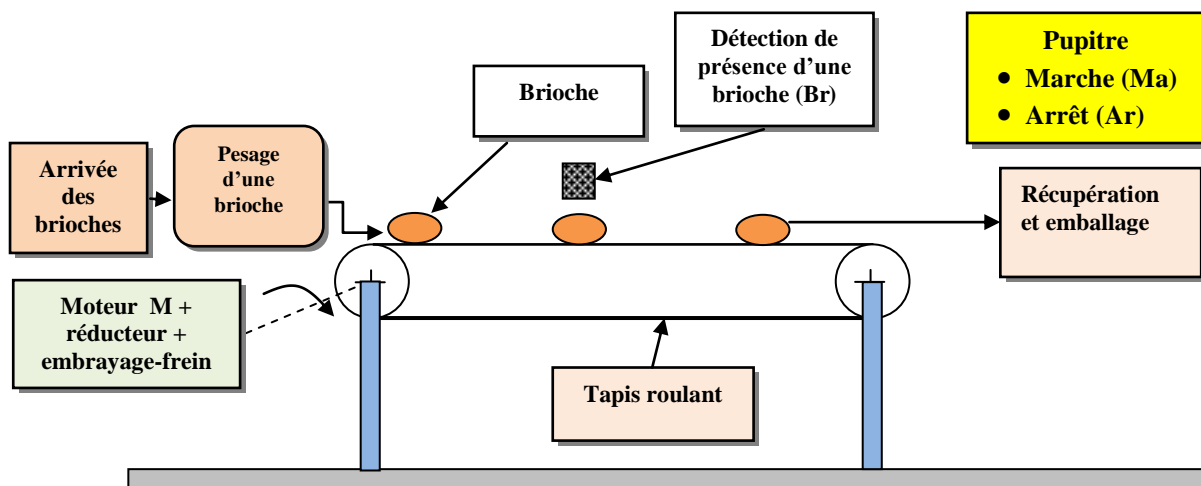 Arrivée
des
brioches
Pesage
d’une
brioche
Brioche
Détection de
présence d’une
brioche (Br)
Pupitre
• Marche (Ma)
• Arrêt (Ar)
Récupération
et emballage
Moteur M +
réducteur +
embrayage-frein
Tapis roulant